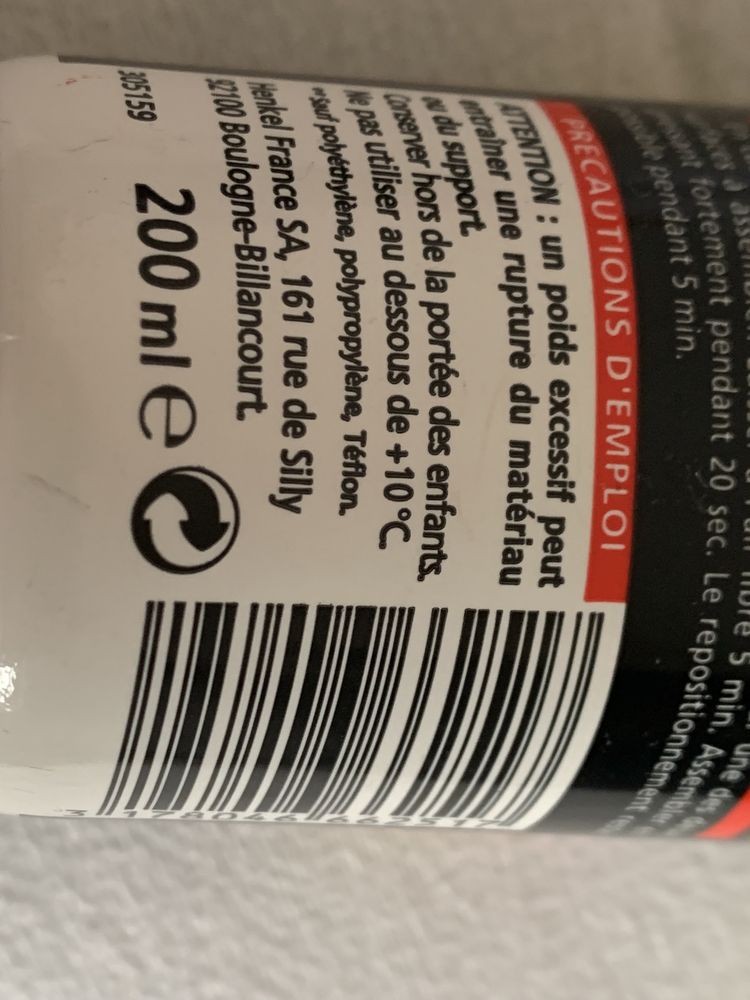 min. Assembler
fortement pendant 20 sec. Le repositionnement
pendant 5 min.
PRECAUTIONS D'EMPLOI
ATTENTION : un poids excessif peut
entraîner une rupture du matériau
ou du support.
Conserver hors de la portée des enfants.
Ne pas utiliser au dessous de +10°C.
**sauf polyéthylène, polypropylène, Téflon.
Henkel France SA, 161 rue de Silly
92100 Boulogne-Billancourt.
305159
200 ml e